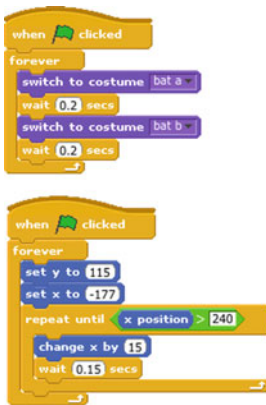 when clicked
forever
switch to costume bat a
wait 0.2 secs
switch to costume bat b
wait 0.2 secs
when clicked
forever
set y to 115
set x to -177
repeat until x position > 240
change x by 15
wait 0.15 secs